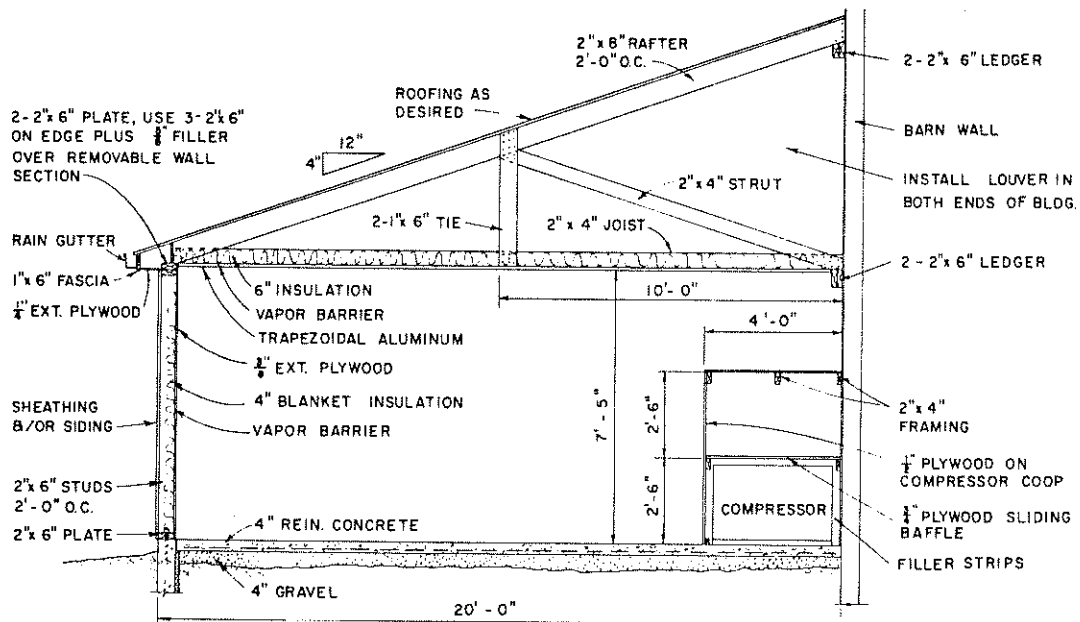 2"x 8" RAFTER
2'-0" O.C.
2-2"x 6" LEDGER
ROOFING AS
DESIRED
2-2"x 6" PLATE, USE 3-2"x 6"
ON EDGE PLUS 3/8" FILLER
OVER REMOVABLE WALL
SECTION
12"
4"
BARN WALL
INSTALL LOUVER IN
BOTH ENDS OF BLDG.
2"x 4" STRUT
2-1"x 6" TIE
2"x 4" JOIST
RAIN GUTTER
1"x 6" FASCIA
1/4" EXT. PLYWOOD
6" INSULATION
VAPOR BARRIER
TRAPEZOIDAL ALUMINUM
2-2"x 6" LEDGER
10'-0"
4'-0"
3/8" EXT. PLYWOOD
4" BLANKET INSULATION
VAPOR BARRIER
SHEATHING
&/OR SIDING
7'-5"
2'-6"
2'-6"
2"x 4"
FRAMING
1/2" PLYWOOD ON
COMPRESSOR COOP
3/4" PLYWOOD SLIDING
BAFFLE
COMPRESSOR
FILLER STRIPS
2"x 6" STUDS
2'-0" O.C.
2"x 6" PLATE
4" REIN. CONCRETE
4" GRAVEL
20'-0"